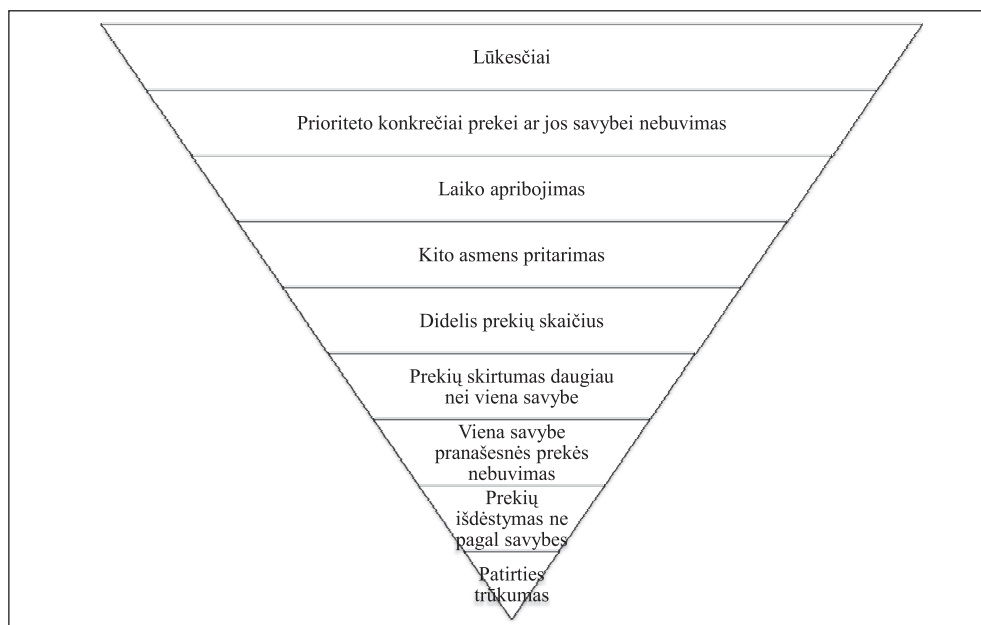 Lūkesčiai
Prioriteto konkrečiai prekei ar jos savybei nebuvimas
Laiko apribojimas
Kito asmens pritarimas
Didelis prekių skaičius
Prekių skirtumas daugiau
nei viena savybe
Viena savybe
pranašesnės prekės
nebuvimas
Prekių
išdėstymas ne
pagal savybes
Patirties
trūkumas